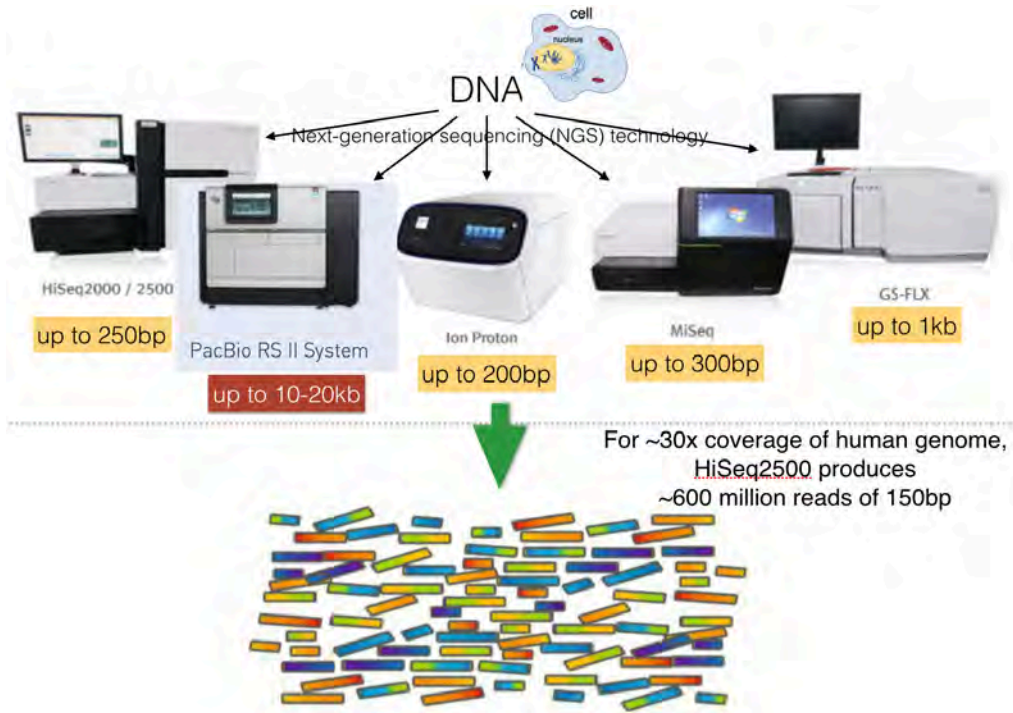 cell
nucleus
DNA
Next-generation sequencing (NGS) technology
HiSeq2000 / 2500
up to 250bp
PacBio RS II System
up to 10-20kb
Ion Proton
up to 200bp
MiSeq
up to 300bp
GS-FLX
up to 1kb
For ~30x coverage of human genome,
HiSeq2500 produces
~600 million reads of 150bp